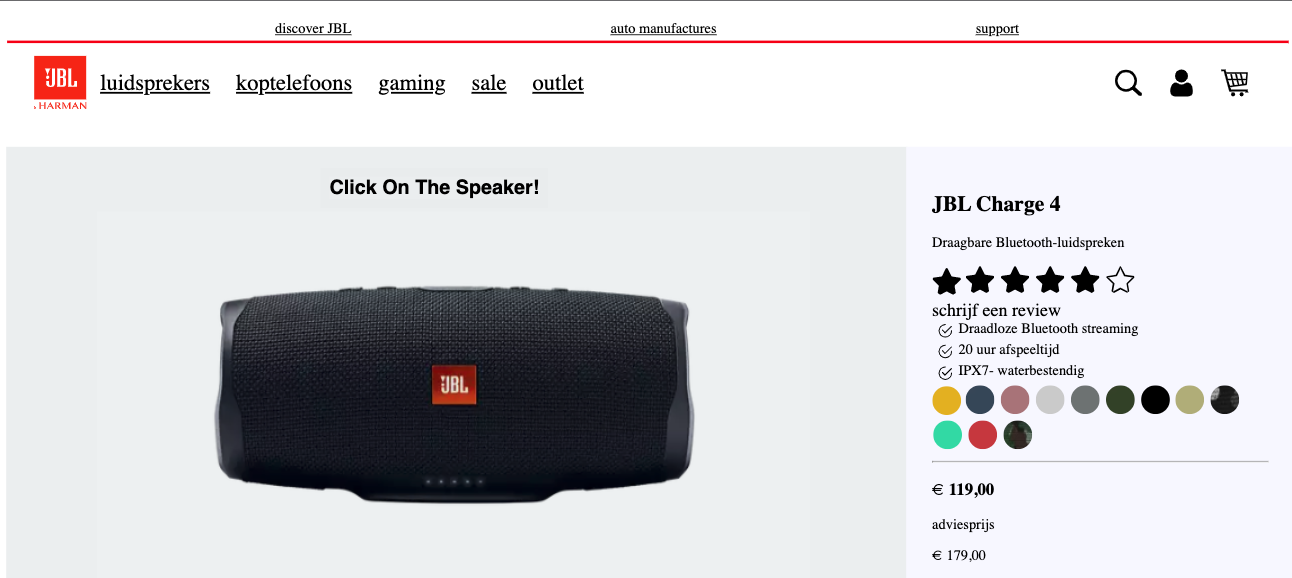 discover JBL auto manufactures support
JBL
HARMAN
luidsprekers koptelefoons gaming sale outlet
Click On The Speaker!
JBL
JBL Charge 4
Draagbare Bluetooth-luidspreken
schrijf een review
Draadloze Bluetooth streaming
20 uur afspeeltijd
IPX7- waterbestendig
€ 119,00
adviesprijs
€ 179,00